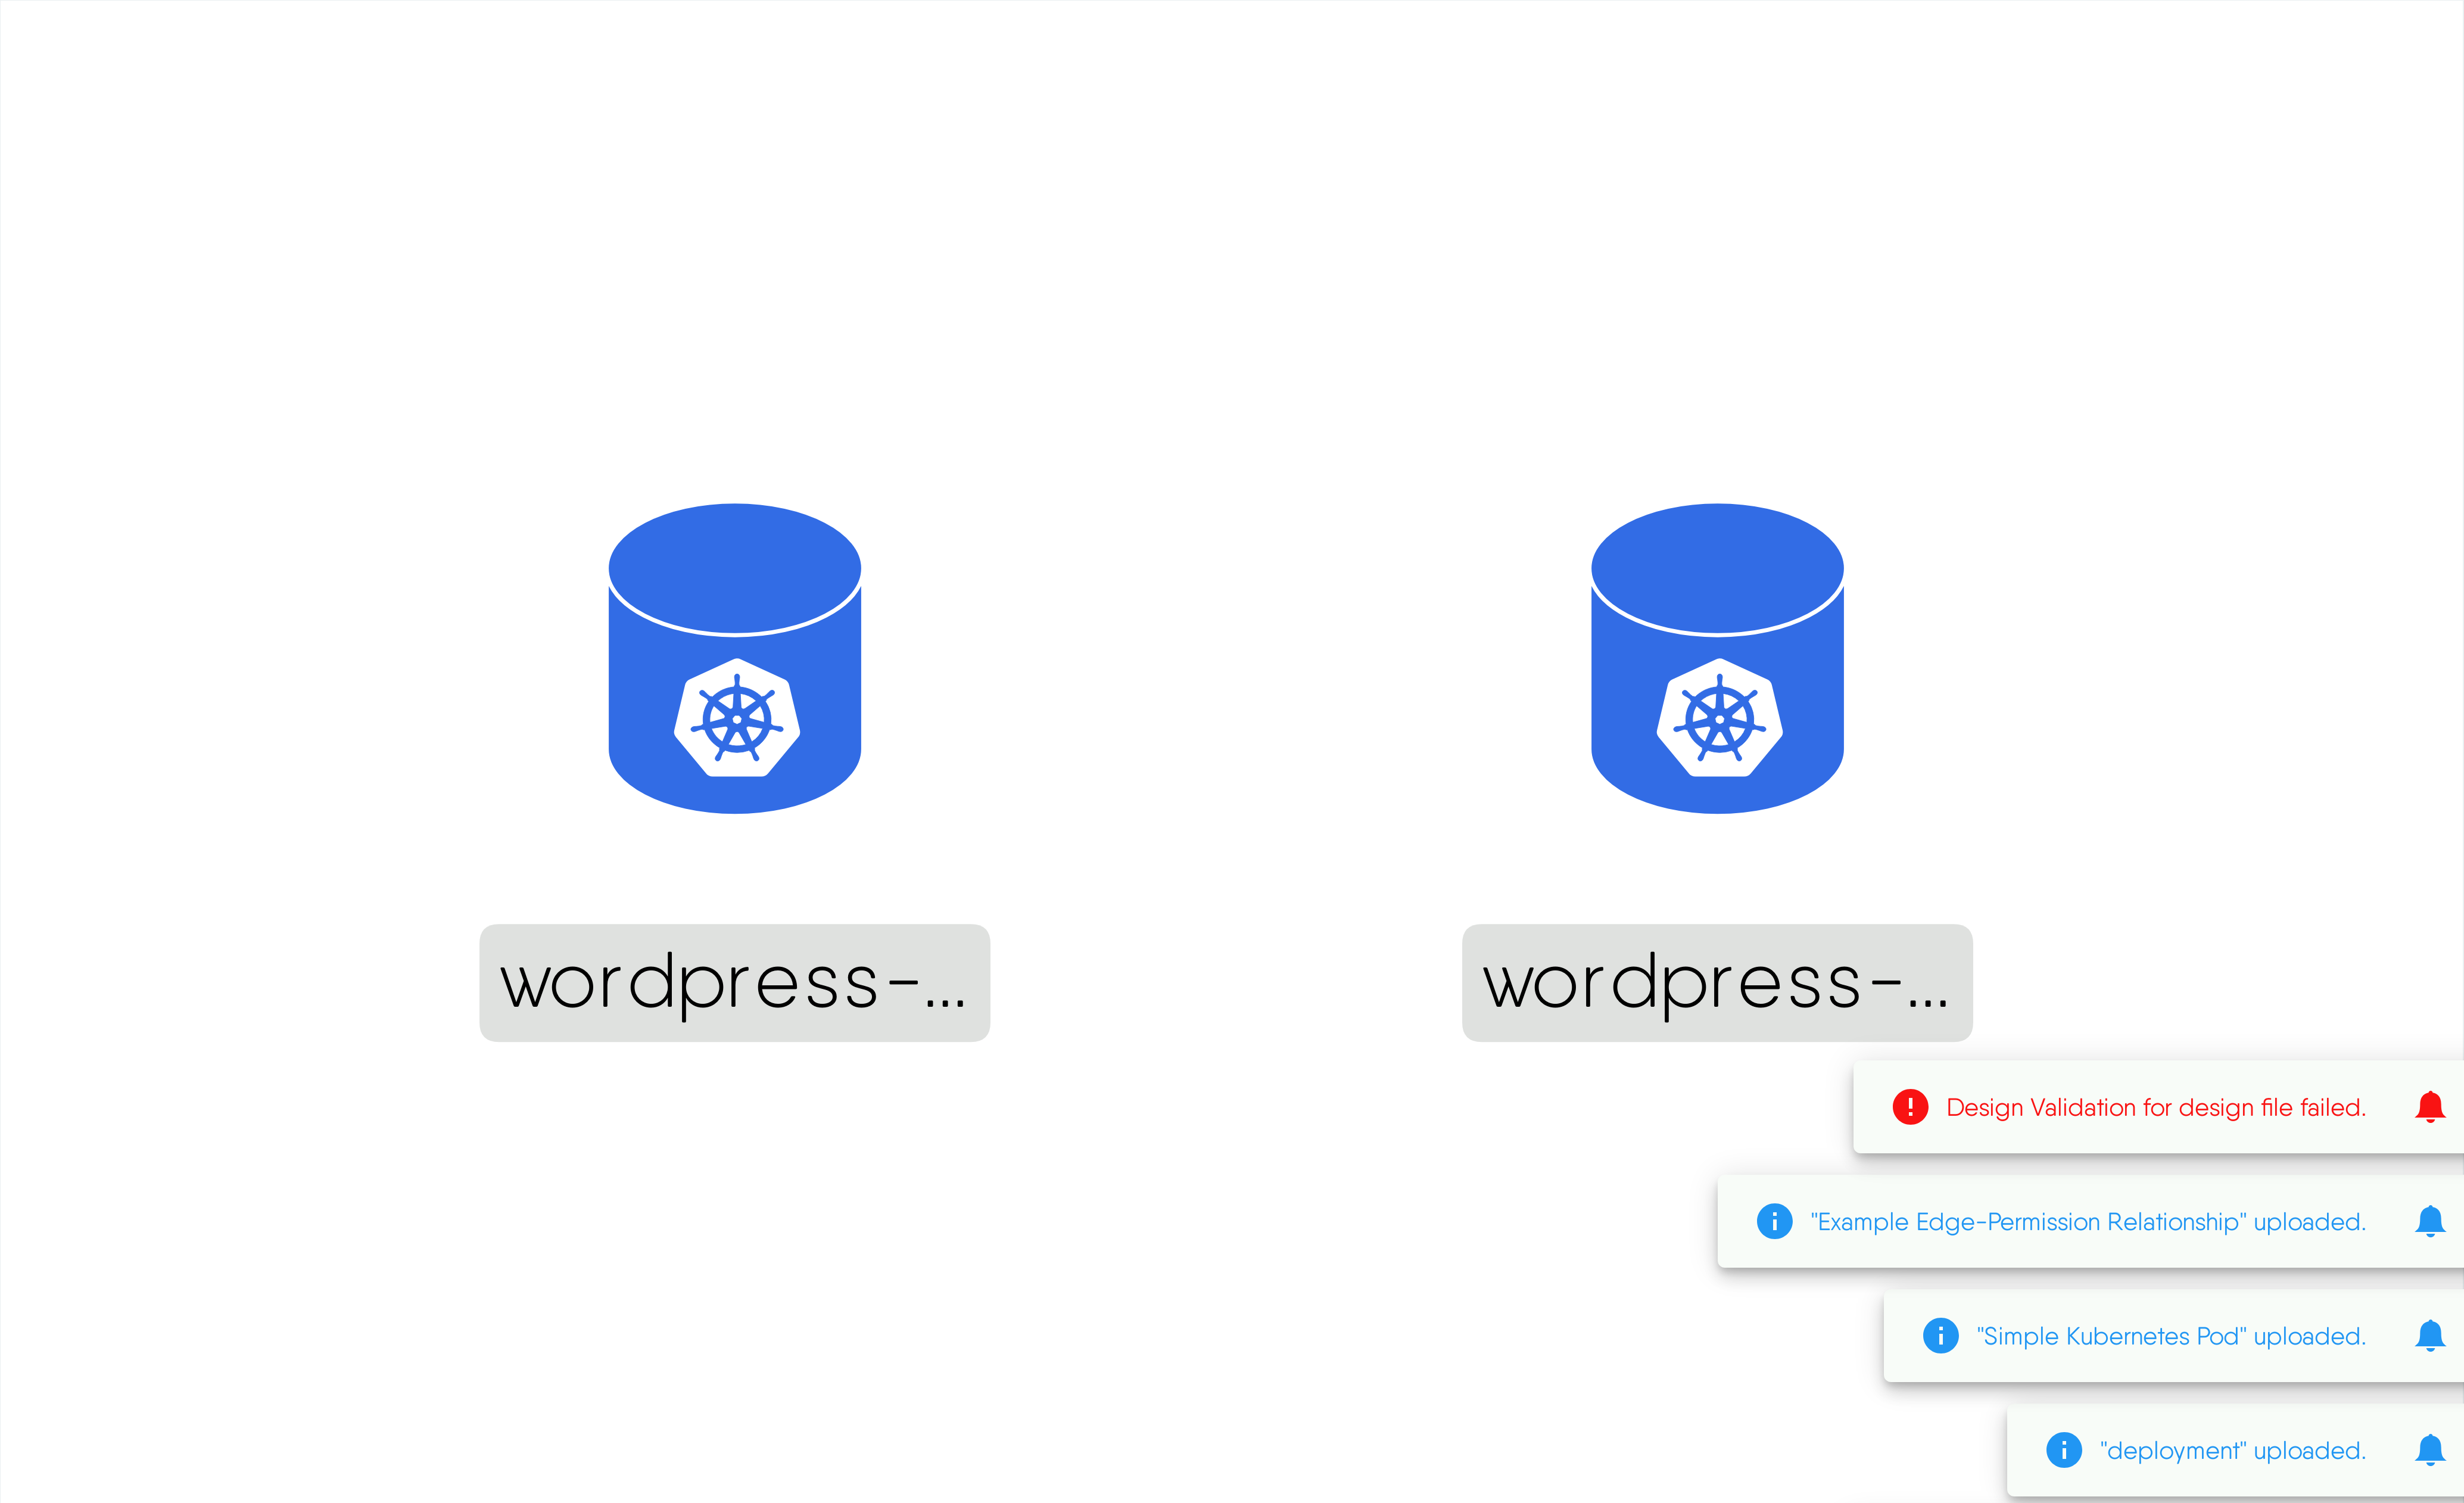 wordpress-...
wordpress-...
Design Validation for design file failed.
"Example Edge-Permission Relationship" uploaded.
"Simple Kubernetes Pod" uploaded.
"deployment" uploaded.